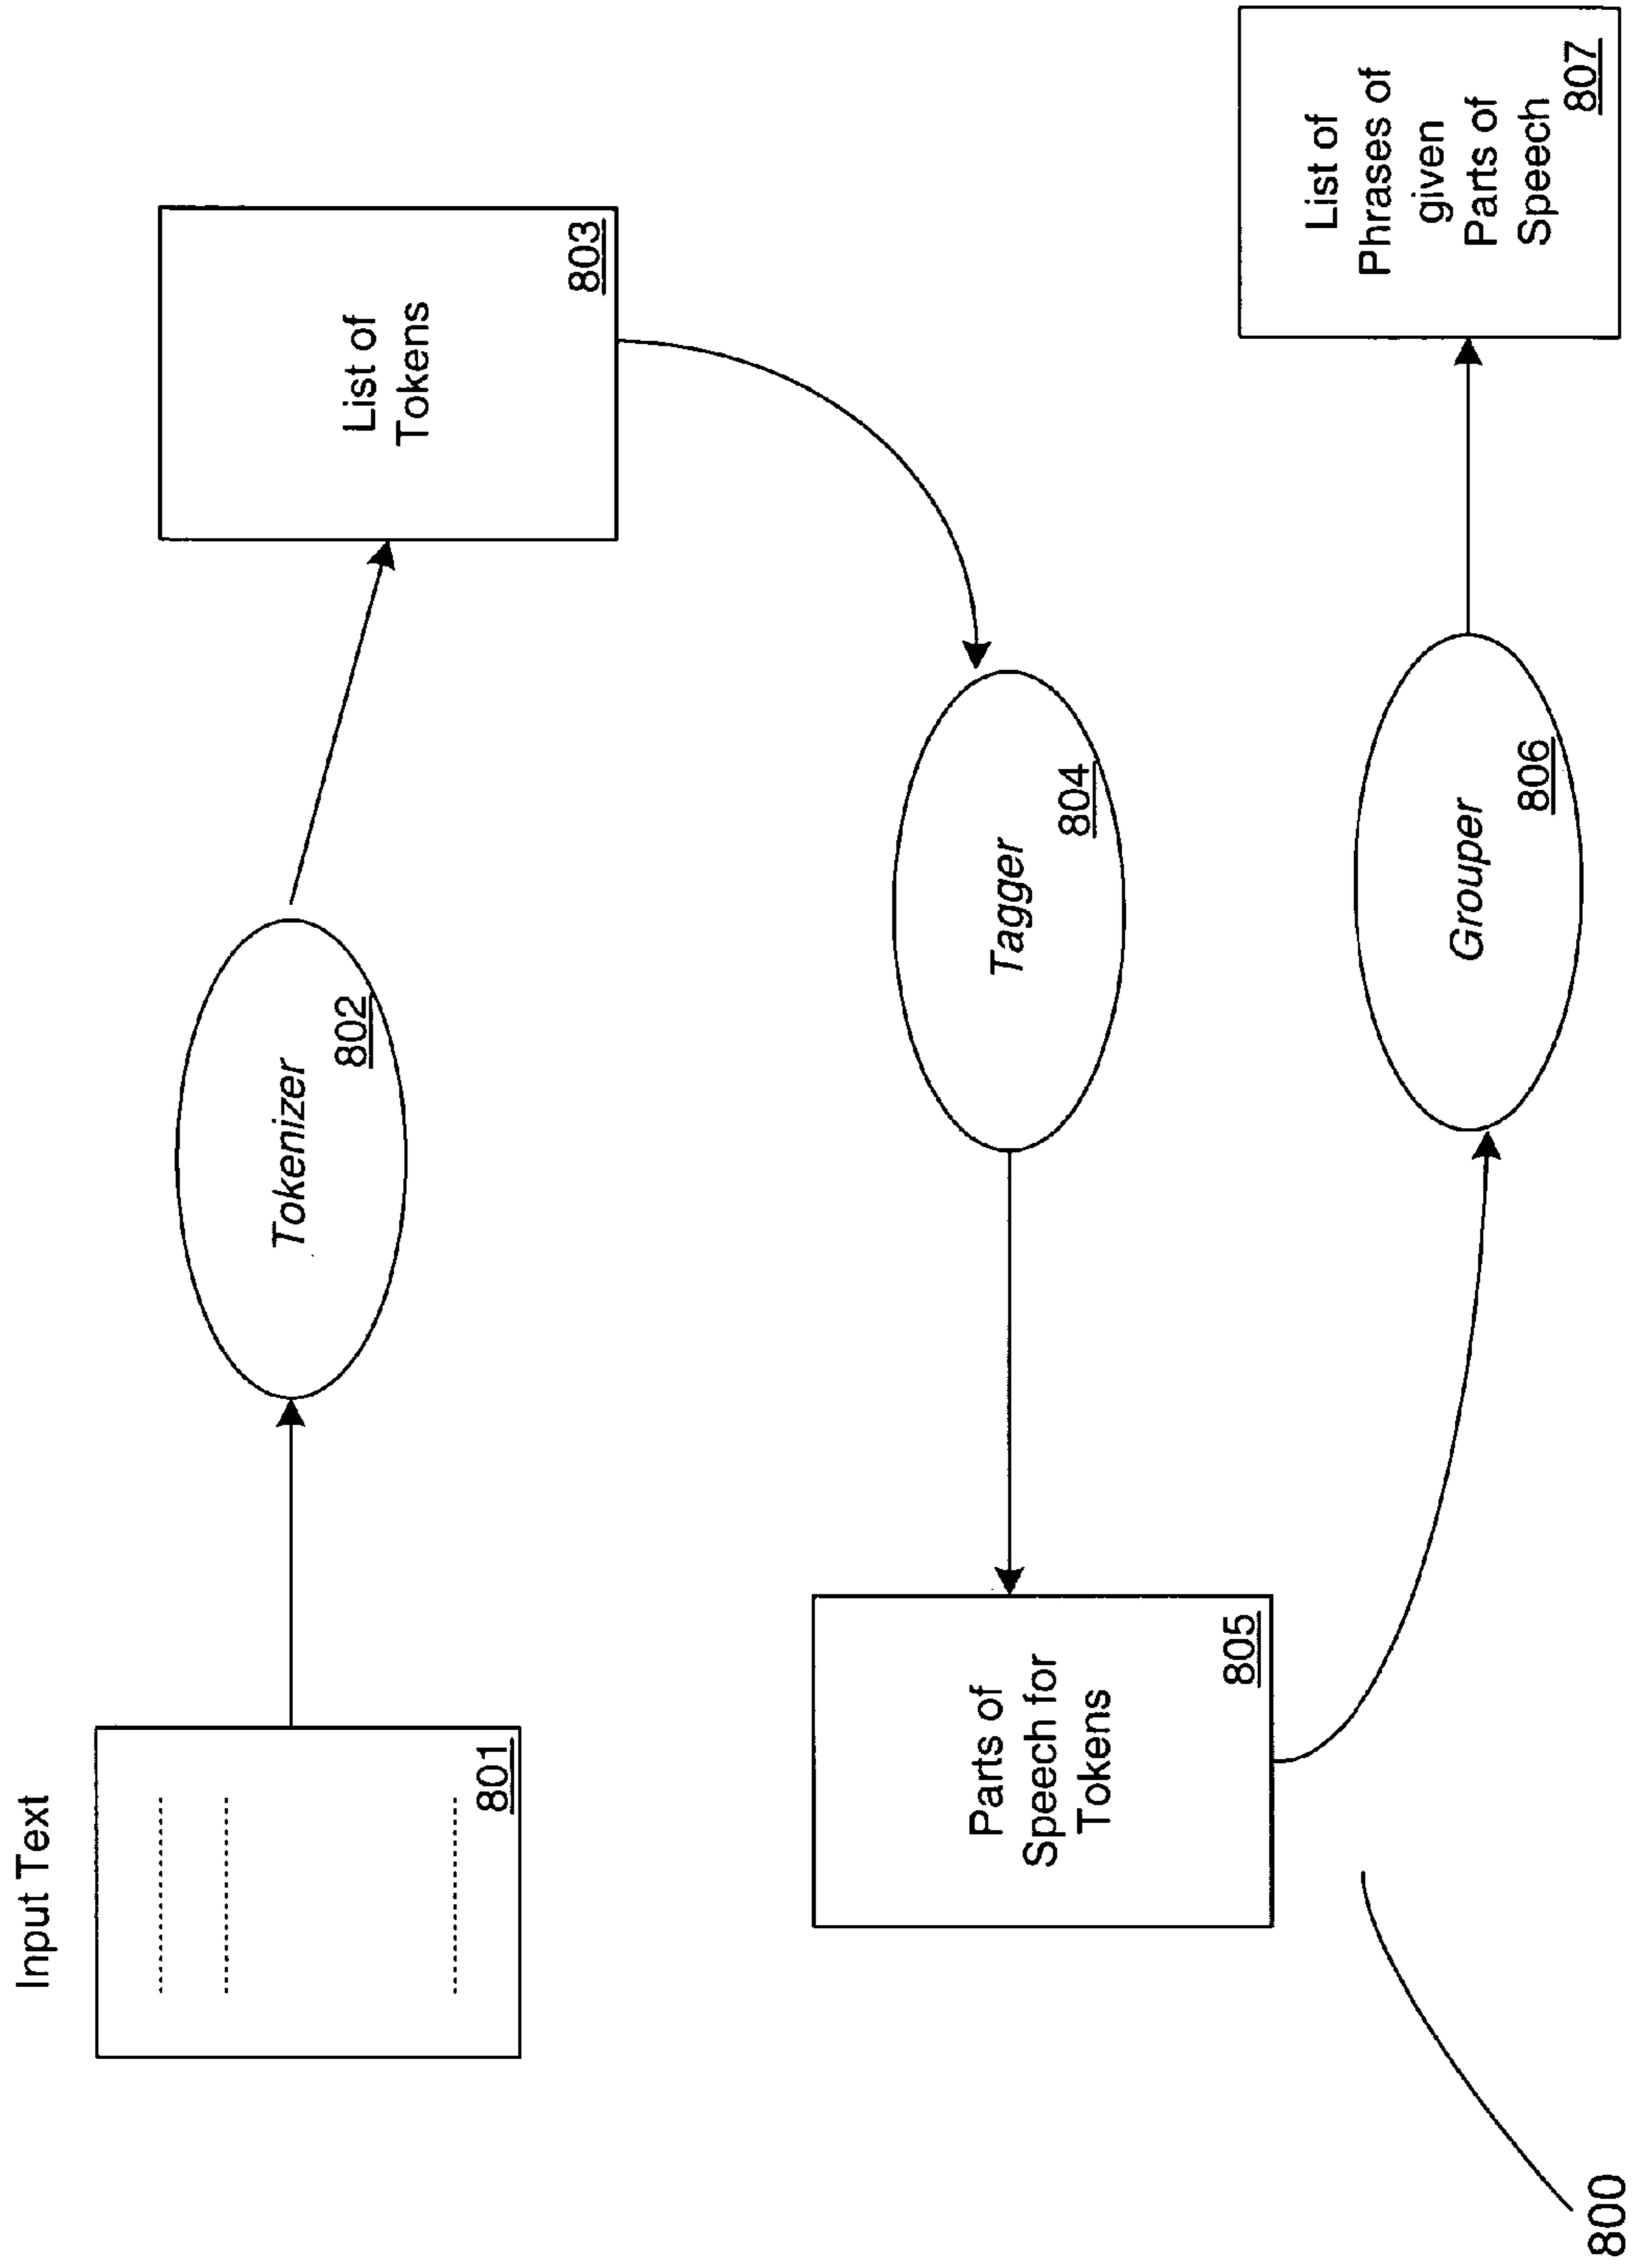 Input Text
801
Tokenizer
802
List of
Tokens
803
Tagger
804
Parts of
Speech for
Tokens
805
Grouper
806
List of
Phrases of
given
Parts of
Speech
807
800